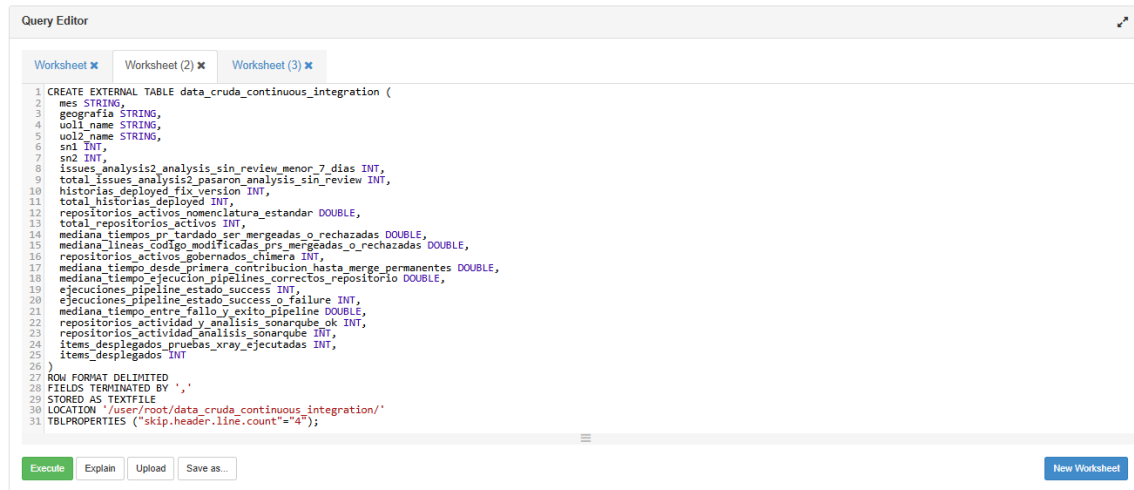 Query Editor
Worksheet ✖ Worksheet (2) ✖ Worksheet (3) ✖
1 CREATE EXTERNAL TABLE data_cruda_continuous_integration (
2 mes STRING,
3 geografia STRING,
4 uol1_name STRING,
5 uol2_name STRING,
6 sn1 INT,
7 sn2 INT,
8 issues_analysis2_analysis_sin_review_menor_7_dias INT,
9 total_issues_analysis2_pasaron_analysis_sin_review INT,
10 historias_deployed_fix_version INT,
11 total_historias_deployed INT,
12 repositorios_activos_nomenclatura_estandar DOUBLE,
13 total_repositorios_activos INT,
14 mediana_tiempos_pr_tardado_ser_mergeadas_o_rechazadas DOUBLE,
15 mediana_lineas_codigo_modificadas_prs_mergeadas_o_rechazadas DOUBLE,
16 repositorios_activos_gobernados_chimera INT,
17 mediana_tiempo_desde_primera_contribucion_hasta_merge_permanentes DOUBLE,
18 mediana_tiempo_ejecucion_pipelines_correctos_repositorio DOUBLE,
19 ejecuciones_pipeline_estado_success INT,
20 ejecuciones_pipeline_estado_success_o_failure INT,
21 mediana_tiempo_entre_fallo_y_exito_pipeline DOUBLE,
22 repositorios_actividad_y_analisis_sonarqube_ok INT,
23 repositorios_actividad_analisis_sonarqube INT,
24 items_desplegados_pruebas_xray_ejecutadas INT,
25 items_desplegados INT
26 )
27 ROW FORMAT DELIMITED
28 FIELDS TERMINATED BY ','
29 STORED AS TEXTFILE
30 LOCATION '/user/root/data_cruda_continuous_integration/'
31 TBLPROPERTIES ("skip.header.line.count"="4");
Execute Explain Upload Save as... New Worksheet